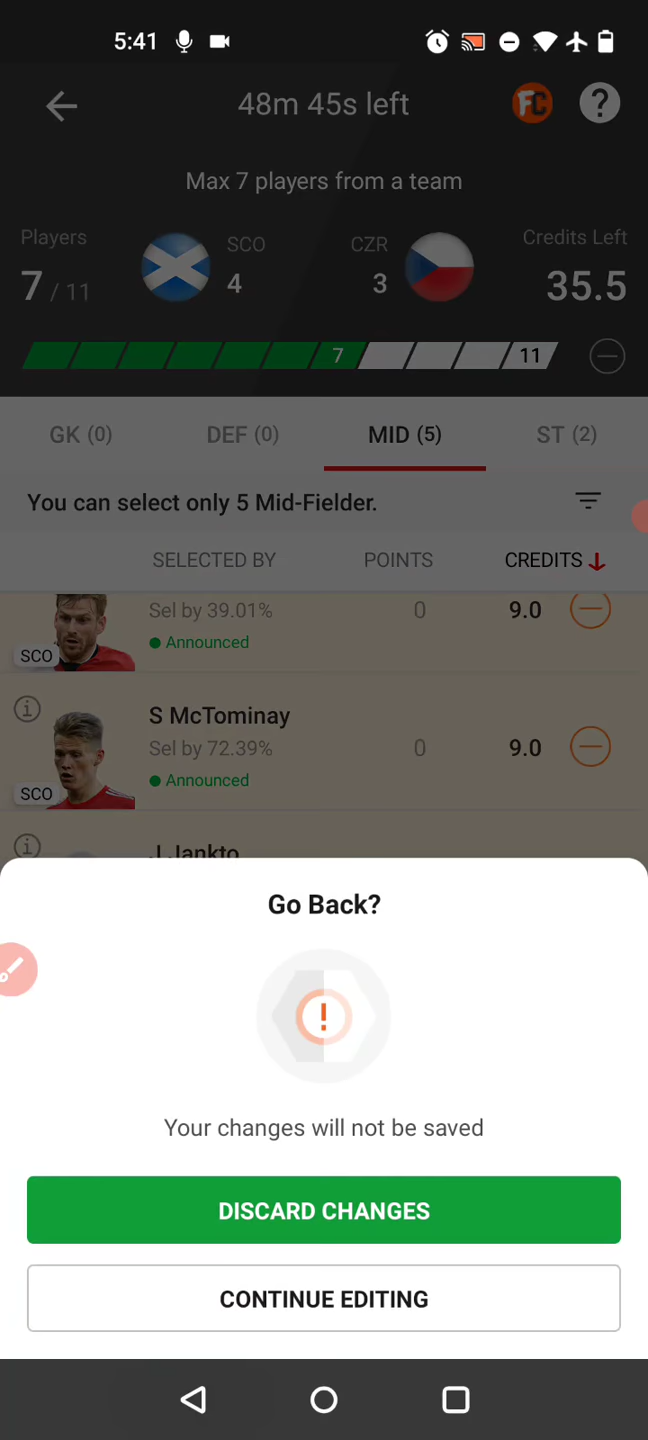 5:41
48m 45s left
FC
?
Max 7 players from a team
Players
SCO
CZR
Credits Left
7 / 11
4
3
35.5
7
11
GK (0)
DEF (0)
MID (5)
ST (2)
You can select only 5 Mid-Fielder.
SELECTED BY
POINTS
CREDITS
Sel by 39.01%
0
9.0
Announced
SCO
S McTominay
Sel by 72.39%
0
9.0
Announced
SCO
J Jankto
Go Back?
!
Your changes will not be saved
DISCARD CHANGES
CONTINUE EDITING